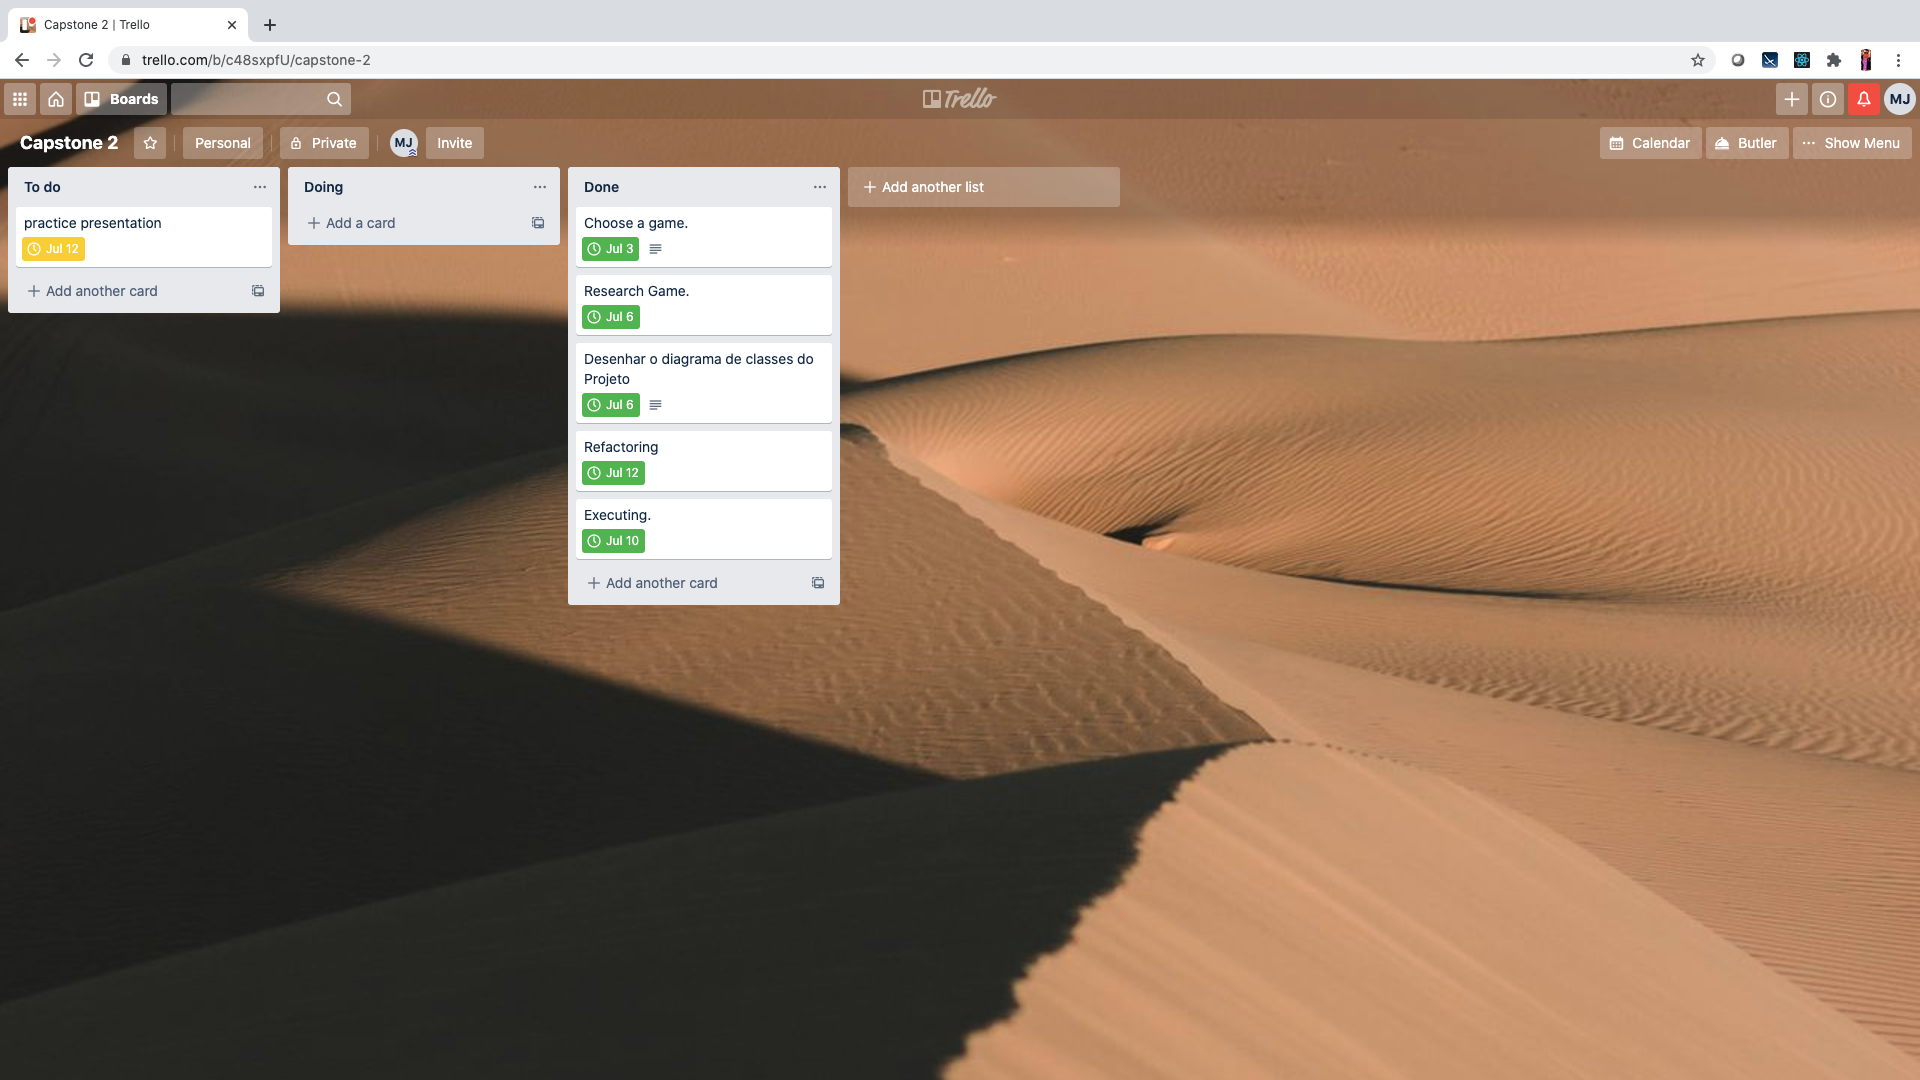 Capstone 2 | Trello
trello.com/b/c48sxpfU/capstone-2
Boards
Trello
MJ
Capstone 2
Personal
Private
MJ
Invite
Calendar
Butler
Show Menu
To do
practice presentation
Jul 12
Add another card
Doing
Add a card
Done
Choose a game.
Jul 3
Research Game.
Jul 6
Desenhar o diagrama de classes do
Projeto
Jul 6
Refactoring
Jul 12
Executing.
Jul 10
Add another card
Add another list